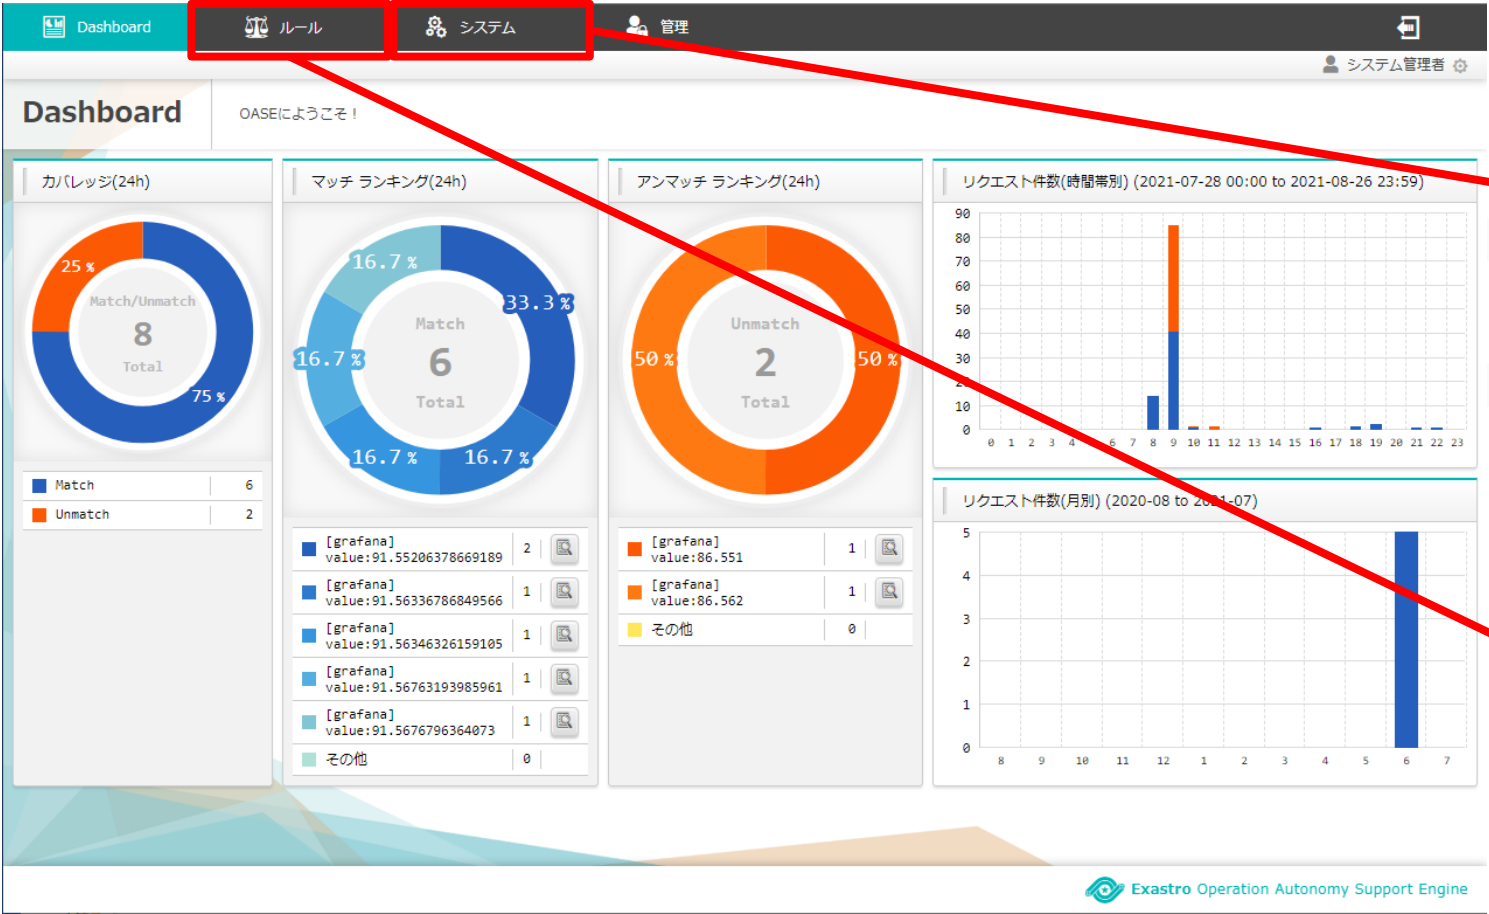 Dashboard
ルール
システム
管理
システム管理者
Dashboard
OASEにようこそ！
カバレッジ(24h)
25 %
Match/Unmatch
8
Total
75 %
Match 6
Unmatch 2
マッチ ランキング(24h)
16.7 %
33.3 %
Match
16.7 %
6
Total
16.7 %
16.7 %
[grafana]
value:91.55206378669189 2
[grafana]
value:91.56336786849566 1
[grafana]
value:91.56346326159105 1
[grafana]
value:91.56763193985961 1
[grafana]
value:91.5676796364073 1
その他 0
アンマッチ ランキング(24h)
Unmatch
50 %
2
50 %
Total
[grafana]
value:86.551 1
[grafana]
value:86.562 1
その他 0
リクエスト件数(時間帯別) (2021-07-28 00:00 to 2021-08-26 23:59)
90
80
70
60
50
40
30
10
0
0 1 2 3 4 6 7 8 9 10 11 12 13 14 15 16 17 18 19 20 21 22 23
リクエスト件数(月別) (2020-08 to 2021-07)
5
4
3
2
1
0
8 9 10 11 12 1 2 3 4 5 6 7
Exastro Operation Autonomy Support Engine